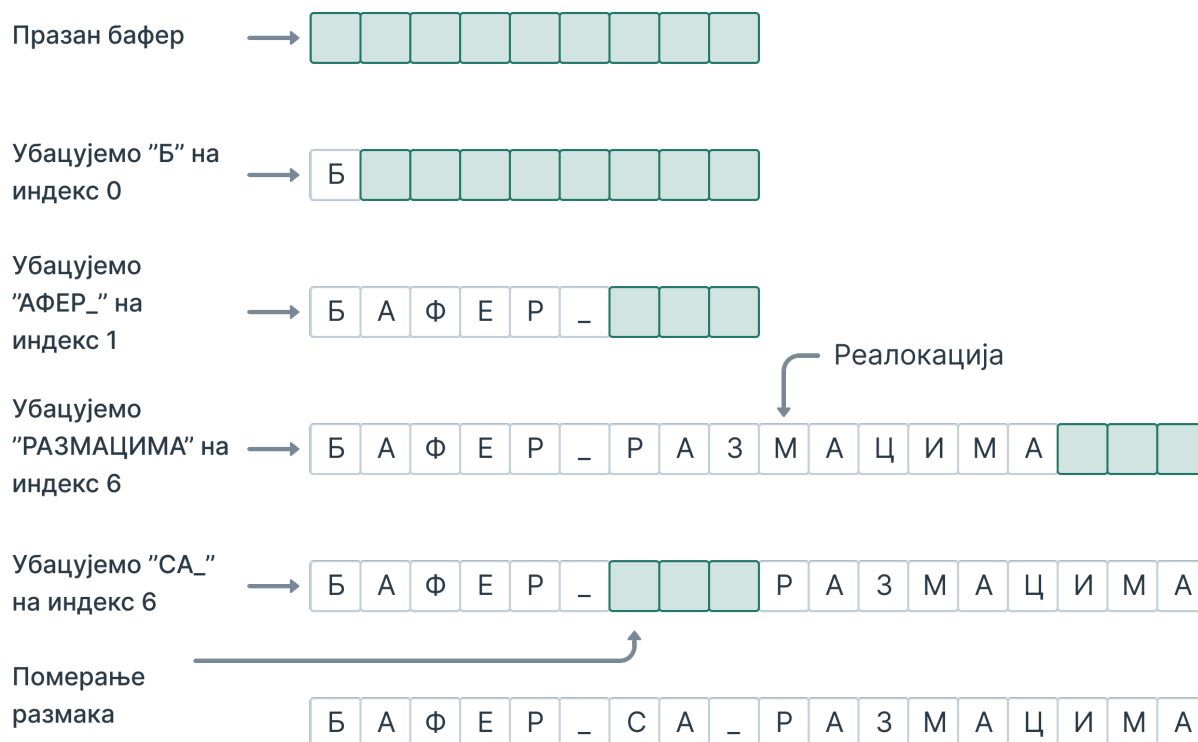 Празан бафер
Убацујемо ”Б” на
индекс 0
Б
Убацујемо
”АФЕР_” на
индекс 1
Б А Ф Е Р _
Реалокација
Убацујемо
”РАЗМАЦИМА” на
индекс 6
Б А Ф Е Р _ Р А З М А Ц И М А
Убацујемо ”СА_”
на индекс 6
Б А Ф Е Р _ Р А З М А Ц И М А
Померање
размака
Б А Ф Е Р _ С А _ Р А З М А Ц И М А